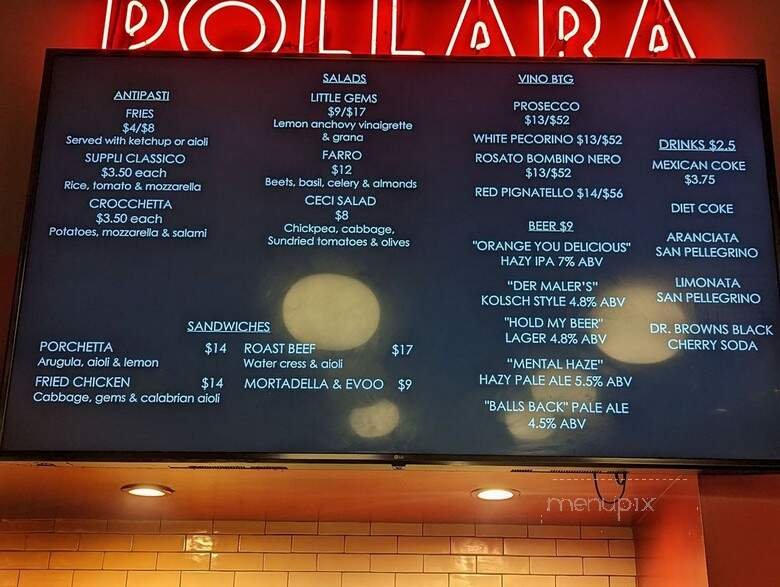 POLLARA
ANTIPASTI
FRIES
$4/$8
Served with ketchup or aioli
SUPPLI CLASSICO
$3.50 each
Rice, tomato & mozzarella
CROCCHETTA
$3.50 each
Potatoes, mozzarella & salami
SALADS
LITTLE GEMS
$9/$17
Lemon anchovy vinaigrette
& grana
FARRO
$12
Beets, basil, celery & almonds
CECI SALAD
$8
Chickpea, cabbage,
Sundried tomatoes & olives
SANDWICHES
PORCHETTA $14
Arugula, aioli & lemon
FRIED CHICKEN $14
Cabbage, gems & calabrian aioli
ROAST BEEF $17
Water cress & aioli
MORTADELLA & EVOO $9
VINO BTG
PROSECCO
$13/$52
WHITE PECORINO $13/$52
ROSATO BOMBINO NERO
$13/$52
RED PIGNATELLO $14/$56
BEER $9
"ORANGE YOU DELICIOUS"
HAZY IPA 7% ABV
"DER MALER'S"
KOLSCH STYLE 4.8% ABV
"HOLD MY BEER"
LAGER 4.8% ABV
"MENTAL HAZE"
HAZY PALE ALE 5.5% ABV
"BALLS BACK" PALE ALE
4.5% ABV
DRINKS $2.5
MEXICAN COKE
$3.75
DIET COKE
ARANCIATA
SAN PELLEGRINO
LIMONATA
SAN PELLEGRINO
DR. BROWNS BLACK
CHERRY SODA
LG
menupix